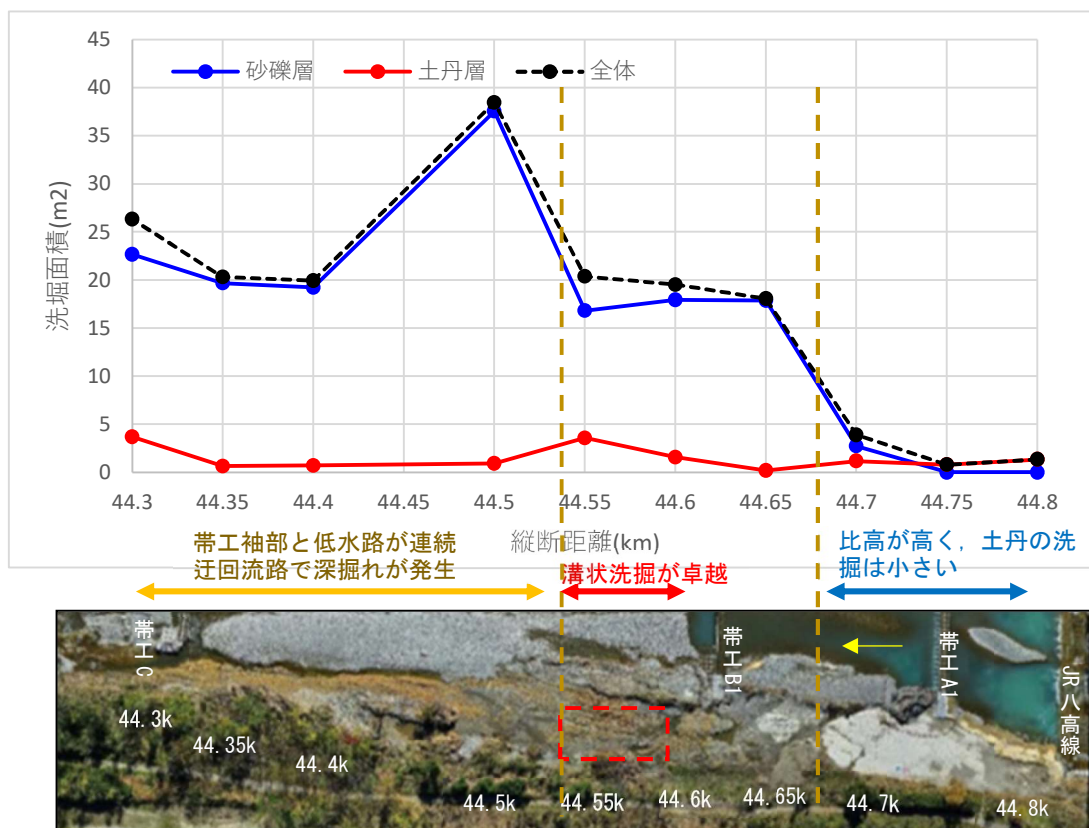 45
40
35
30
25
20
15
10
5
0
砂礫層
土丹層
全体
洗堀面積(m2)
44.3
44.35
44.4
44.45
44.5
44.55
44.6
44.65
44.7
44.75
44.8
縦断距離(km)
帯工袖部と低水路が連続
迂回流路で深掘れが発生
溝状洗掘が卓越
比高が高く，土丹の洗
掘は小さい
帯工C
帯工B1
帯工A1
JR八高線
44.3k
44.35k
44.4k
44.5k
44.55k
44.6k
44.65k
44.7k
44.8k